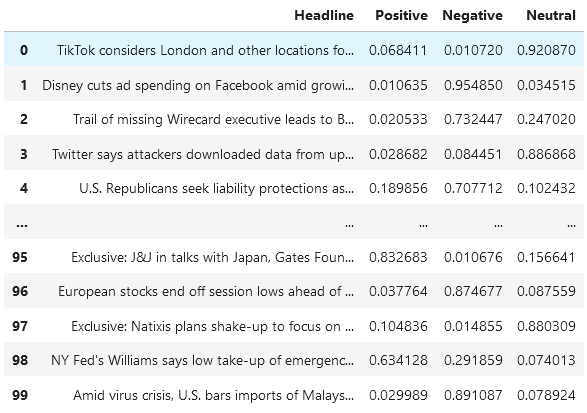 Headline Positive Negative Neutral
0 TikTok considers London and other locations fo... 0.068411 0.010720 0.920870
1 Disney cuts ad spending on Facebook amid growi... 0.010635 0.954850 0.034515
2 Trail of missing Wirecard executive leads to B... 0.020533 0.732447 0.247020
3 Twitter says attackers downloaded data from up... 0.028682 0.084451 0.886868
4 U.S. Republicans seek liability protections as... 0.189856 0.707712 0.102432
... ... ... ... ...
95 Exclusive: J&J in talks with Japan, Gates Foun... 0.832683 0.010676 0.156641
96 European stocks end off session lows ahead of ... 0.037764 0.874677 0.087559
97 Exclusive: Natixis plans shake-up to focus on ... 0.104836 0.014855 0.880309
98 NY Fed's Williams says low take-up of emergenc... 0.634128 0.291859 0.074013
99 Amid virus crisis, U.S. bars imports of Malays... 0.029989 0.891087 0.078924